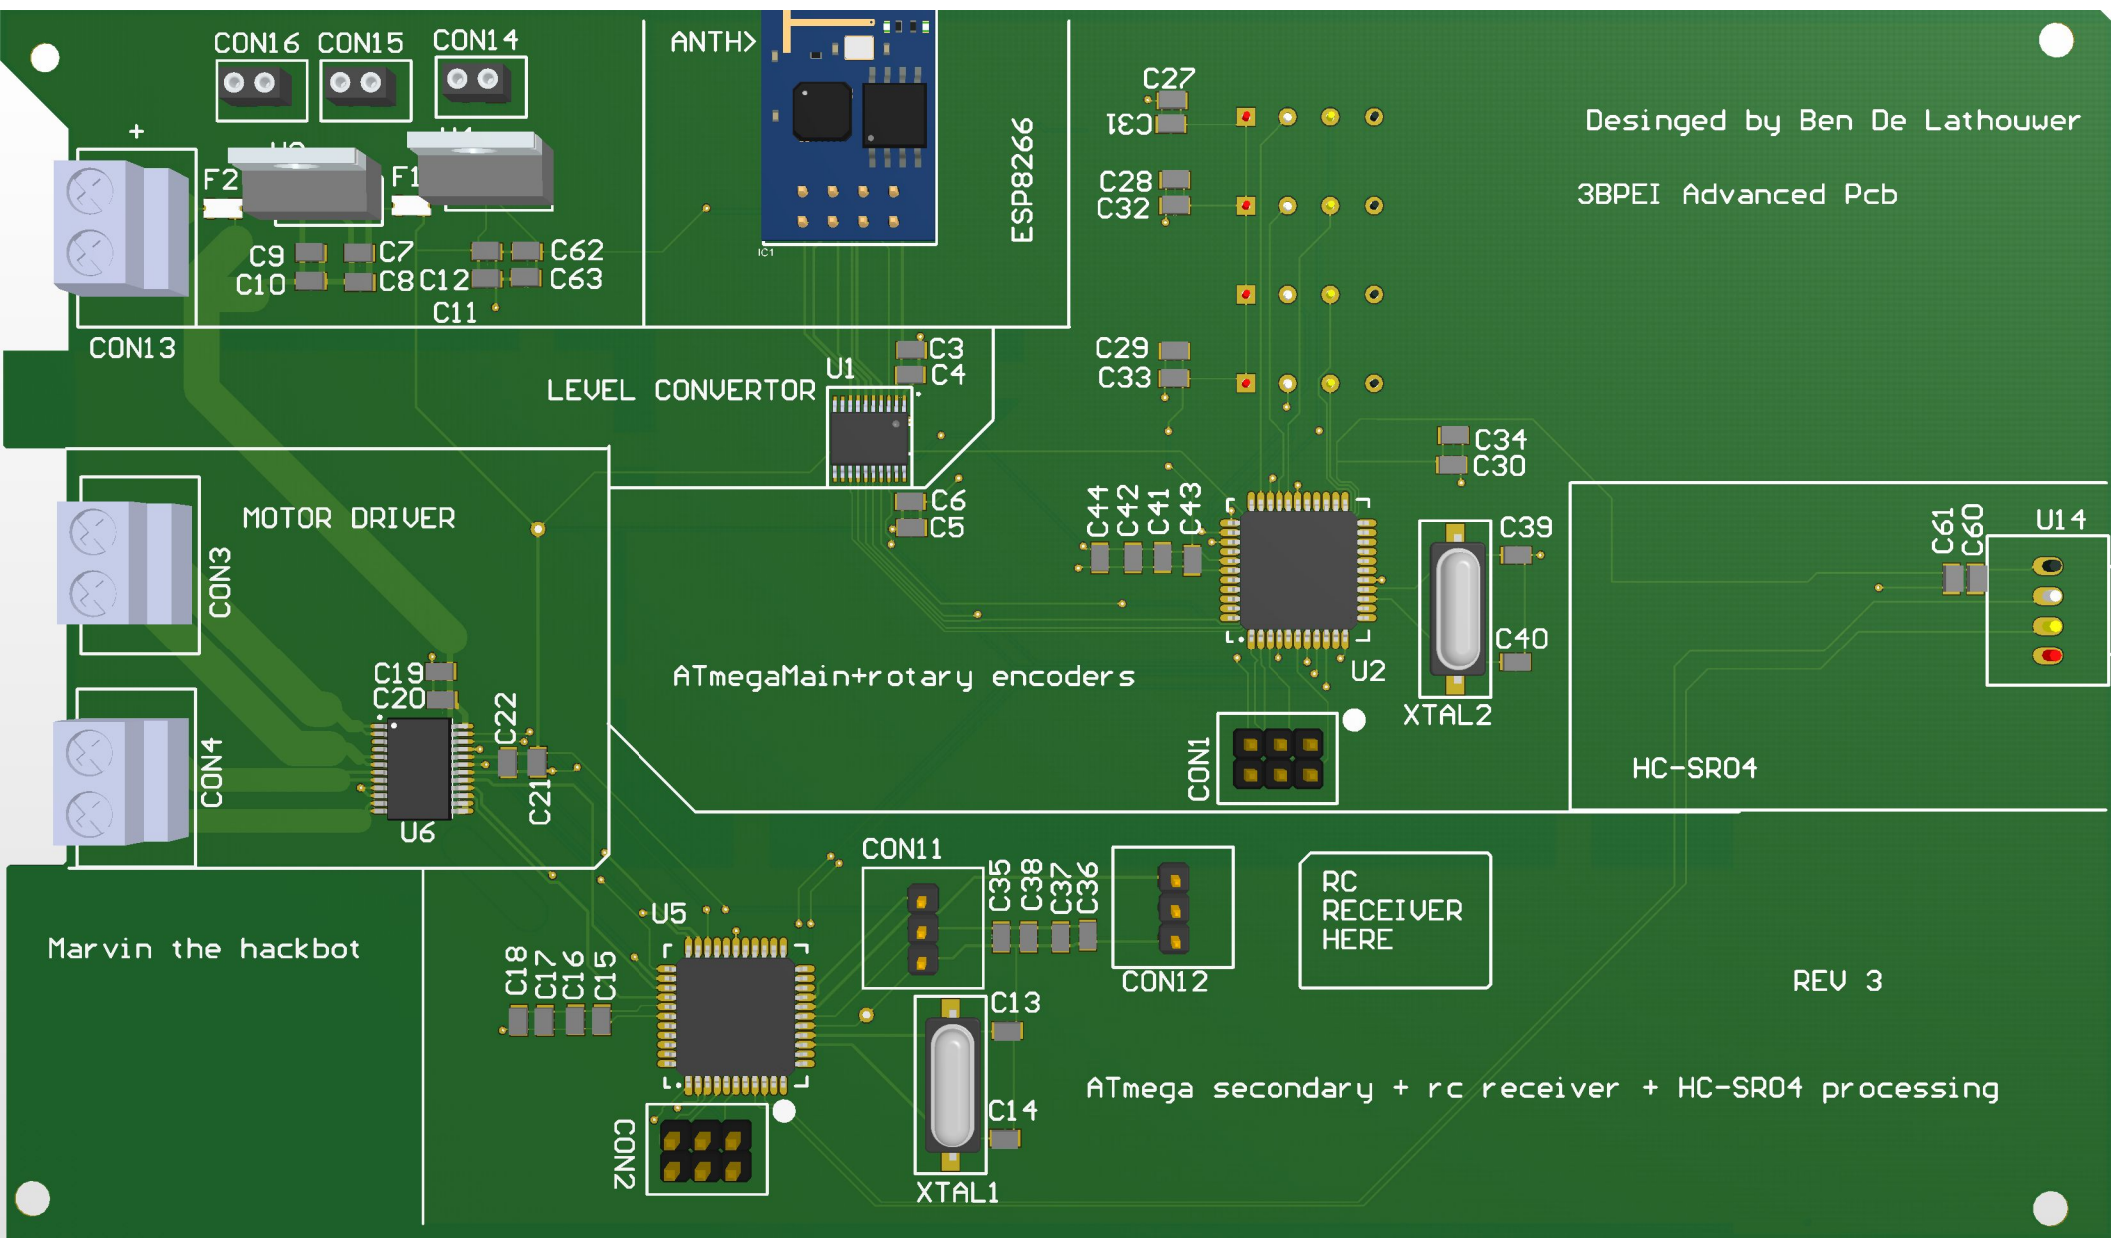 CON16 CON15 CON14
ANTH>
C27
C31
Desinged by Ben De Lathouwer
3BPEI Advanced Pcb
+
F2
F1
ESP8266
C28
C32
C9 C7 C62
C10 C8 C12 C63
C11
IC1
CON13
C3
C4
U1
LEVEL CONVERTOR
C29
C33
C34
C30
MOTOR DRIVER
CON3
C6
C5
C44 C42 C41 C43
C39
C61 C60
U14
C40
ATmegaMain+rotary encoders
U2
XTAL2
C19
C20
C22
CON4
C21
U6
CON1
HC-SR04
CON11
C35 C38 C37 C36
RC
RECEIVER
HERE
U5
Marvin the hackbot
C18 C17 C16 C15
CON12
REV 3
C13
ATmega secondary + rc receiver + HC-SR04 processing
C14
CON2
XTAL1